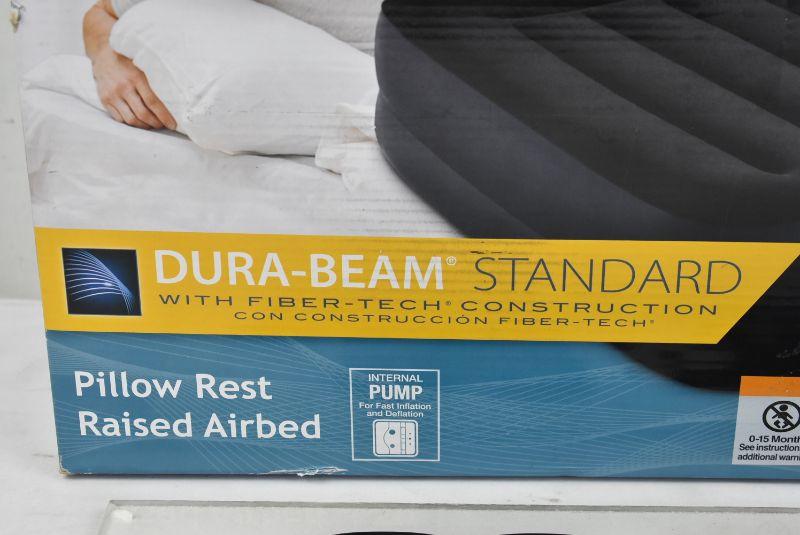 DURA-BEAM® STANDARD
WITH FIBER-TECH® CONSTRUCTION
CON CONSTRUCCIÓN FIBER-TECH®
Pillow Rest
Raised Airbed
INTERNAL
PUMP
For Fast Inflation
and Deflation
0-15 Month
See instruction
additional warni